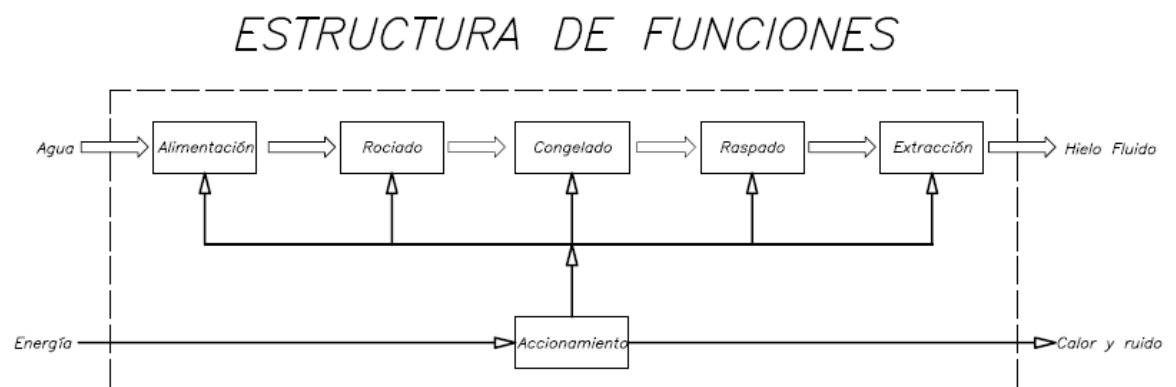 ESTRUCTURA DE FUNCIONES
Agua
Alimentación
Rociado
Congelado
Raspado
Extracción
Hielo Fluido
Energía
Accionamiento
Calor y ruido